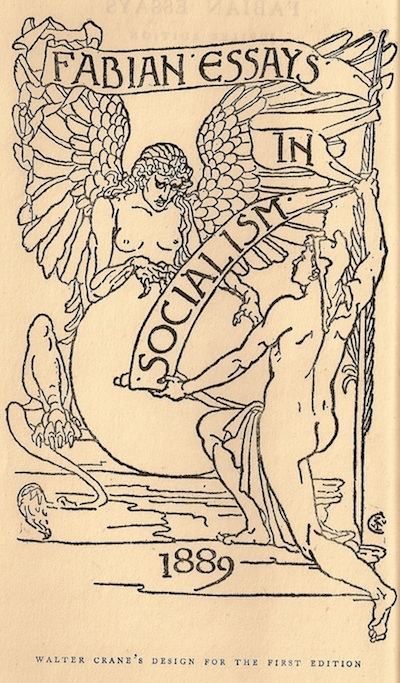 FABIAN ESSAYS
IN
SOCIALISM
1889
WALTER CRANE'S DESIGN FOR THE FIRST EDITION